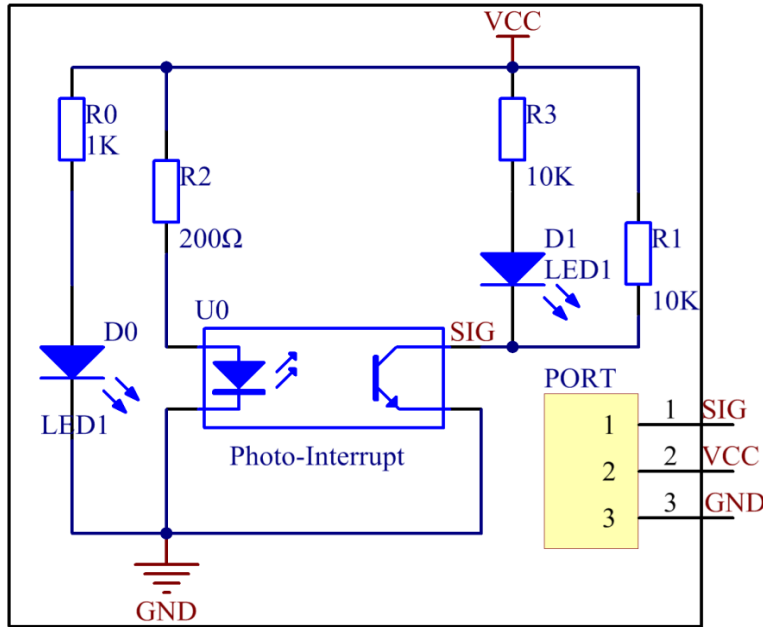 VCC
R0
1K
R2
200Ω
R3
10K
D1
LED1
R1
10K
U0
SIG
D0
LED1
Photo-Interrupt
PORT
1 1 SIG
2 2 VCC
3 3 GND
GND